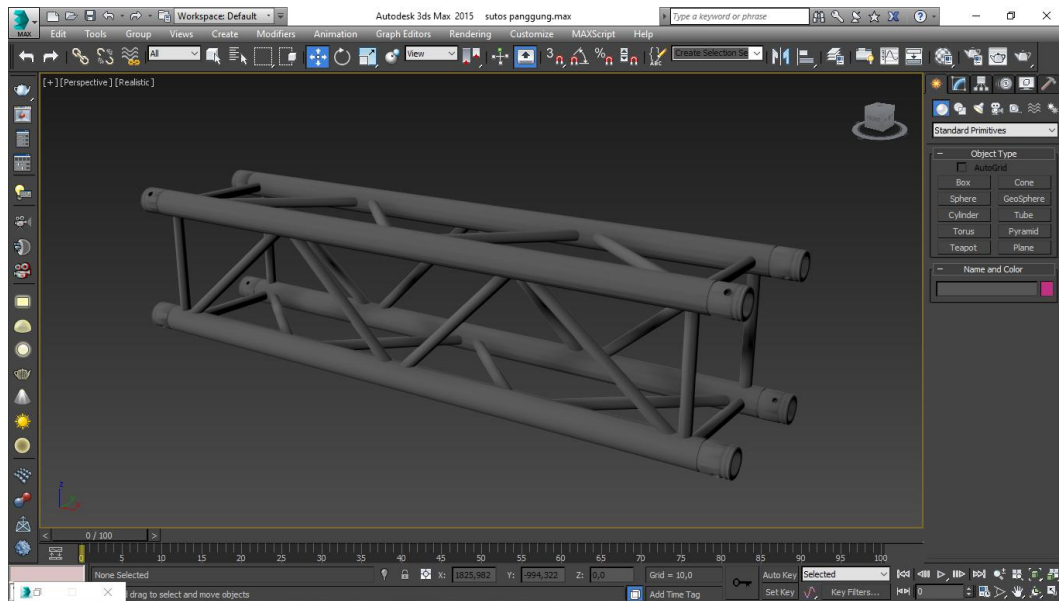 Workspace: Default
Autodesk 3ds Max 2015 sutos panggung.max
Type a keyword or phrase
MAX
Edit Tools Group Views Create Modifiers Animation Graph Editors Rendering Customize MAXScript Help
All
View
3
Create Selection Se
[+] [Perspective] [Realistic]
Standard Primitives
Object Type
AutoGrid
Box Cone
Sphere GeoSphere
Cylinder Tube
Torus Pyramid
Teapot Plane
Name and Color
z
< 0 / 100 >
0 5 10 15 20 25 30 35 40 45 50 55 60 65 70 75 80 85 90 95 100
None Selected X: 1825,982 Y: -994,322 Z: 0,0 Grid = 10,0 Auto Key Selected
drag to select and move objects Add Time Tag Set Key Key Filters... 0